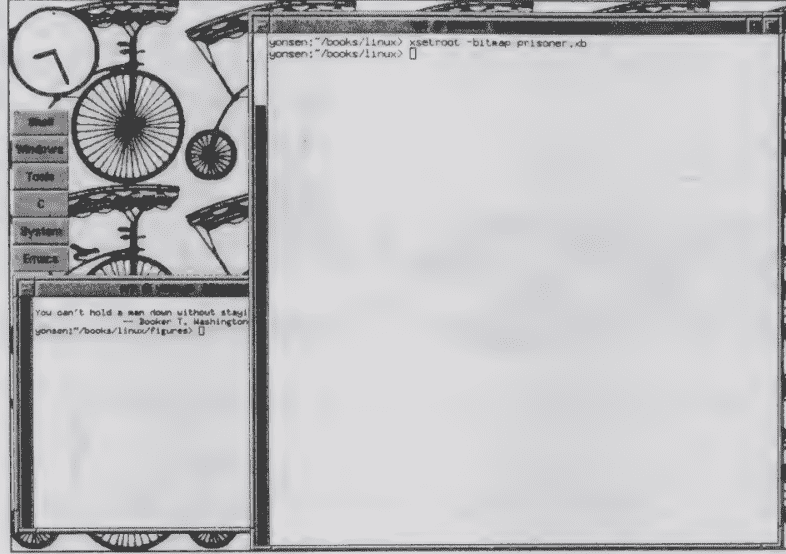 yonsen:~/books/linux> xsetroot -bitmap prisoner.xb
yonsen:~/books/linux>
Shell
Windows
Tools
C
System
Emacs
You can't hold a man down without stayi
-- Booker T. Washington
yonsen:~/books/linux/figures>